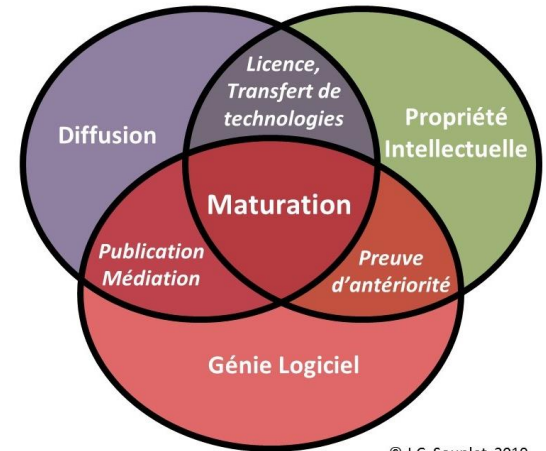 Licence,
Transfert de
technologies
Diffusion
Propriété
Intellectuelle
Maturation
Publication
Médiation
Preuve
d'antériorité
Génie Logiciel